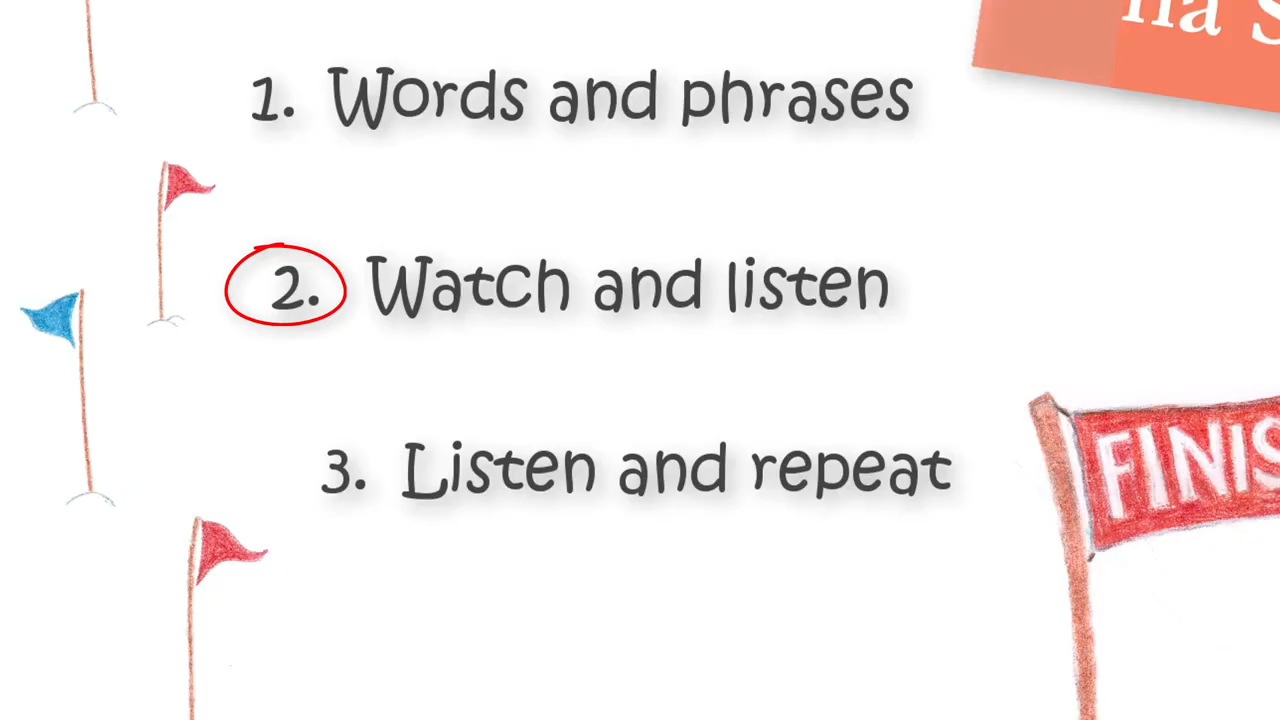 1. Words and phrases
2. Watch and listen
3. Listen and repeat